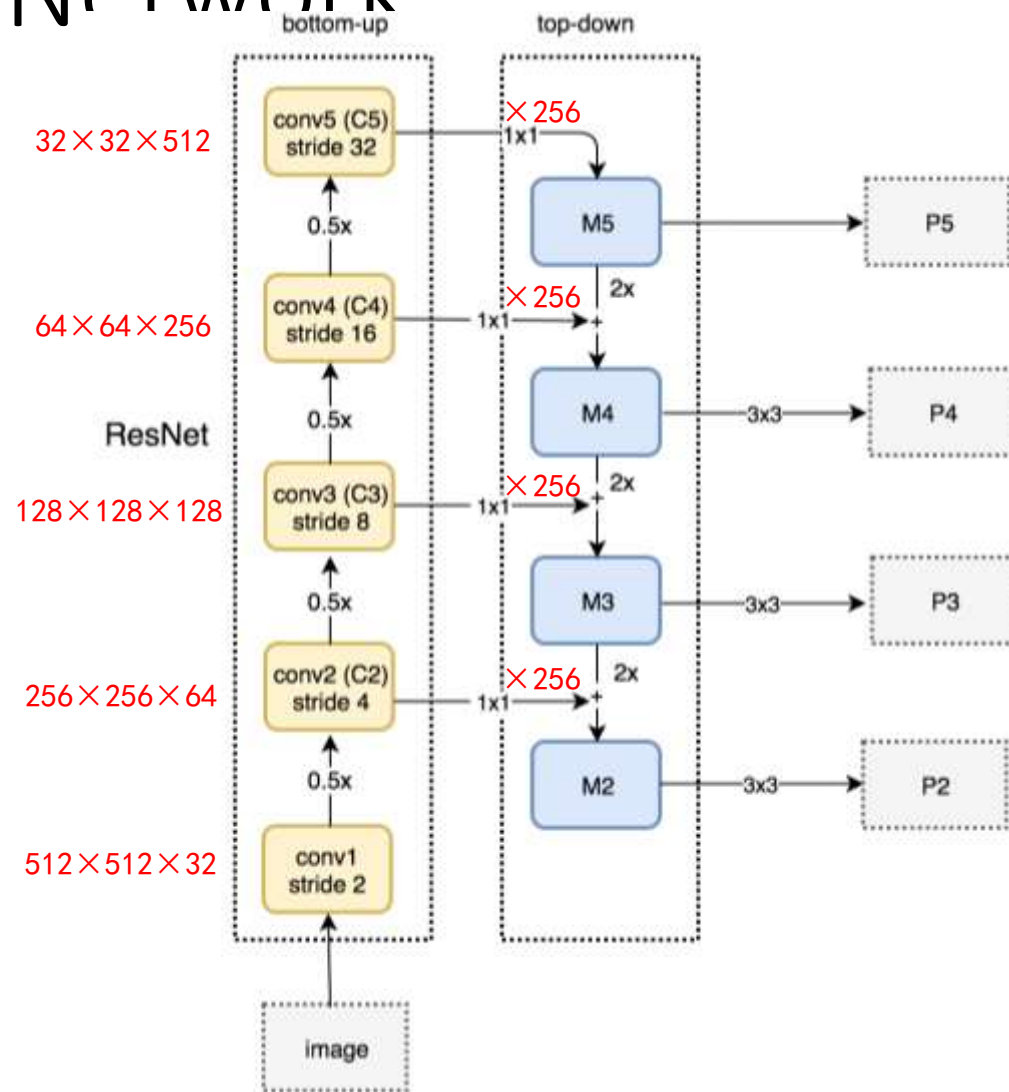 Network
bottom-up
top-down
32×32×512
conv5 (C5)
stride 32
×256
1x1
M5
P5
0.5x
2x
64×64×256
conv4 (C4)
stride 16
×256
1x1
+
M4
3x3
P4
0.5x
ResNet
2x
128×128×128
conv3 (C3)
stride 8
×256
1x1
+
M3
3x3
P3
0.5x
2x
256×256×64
conv2 (C2)
stride 4
×256
1x1
+
M2
3x3
P2
0.5x
512×512×32
conv1
stride 2
image